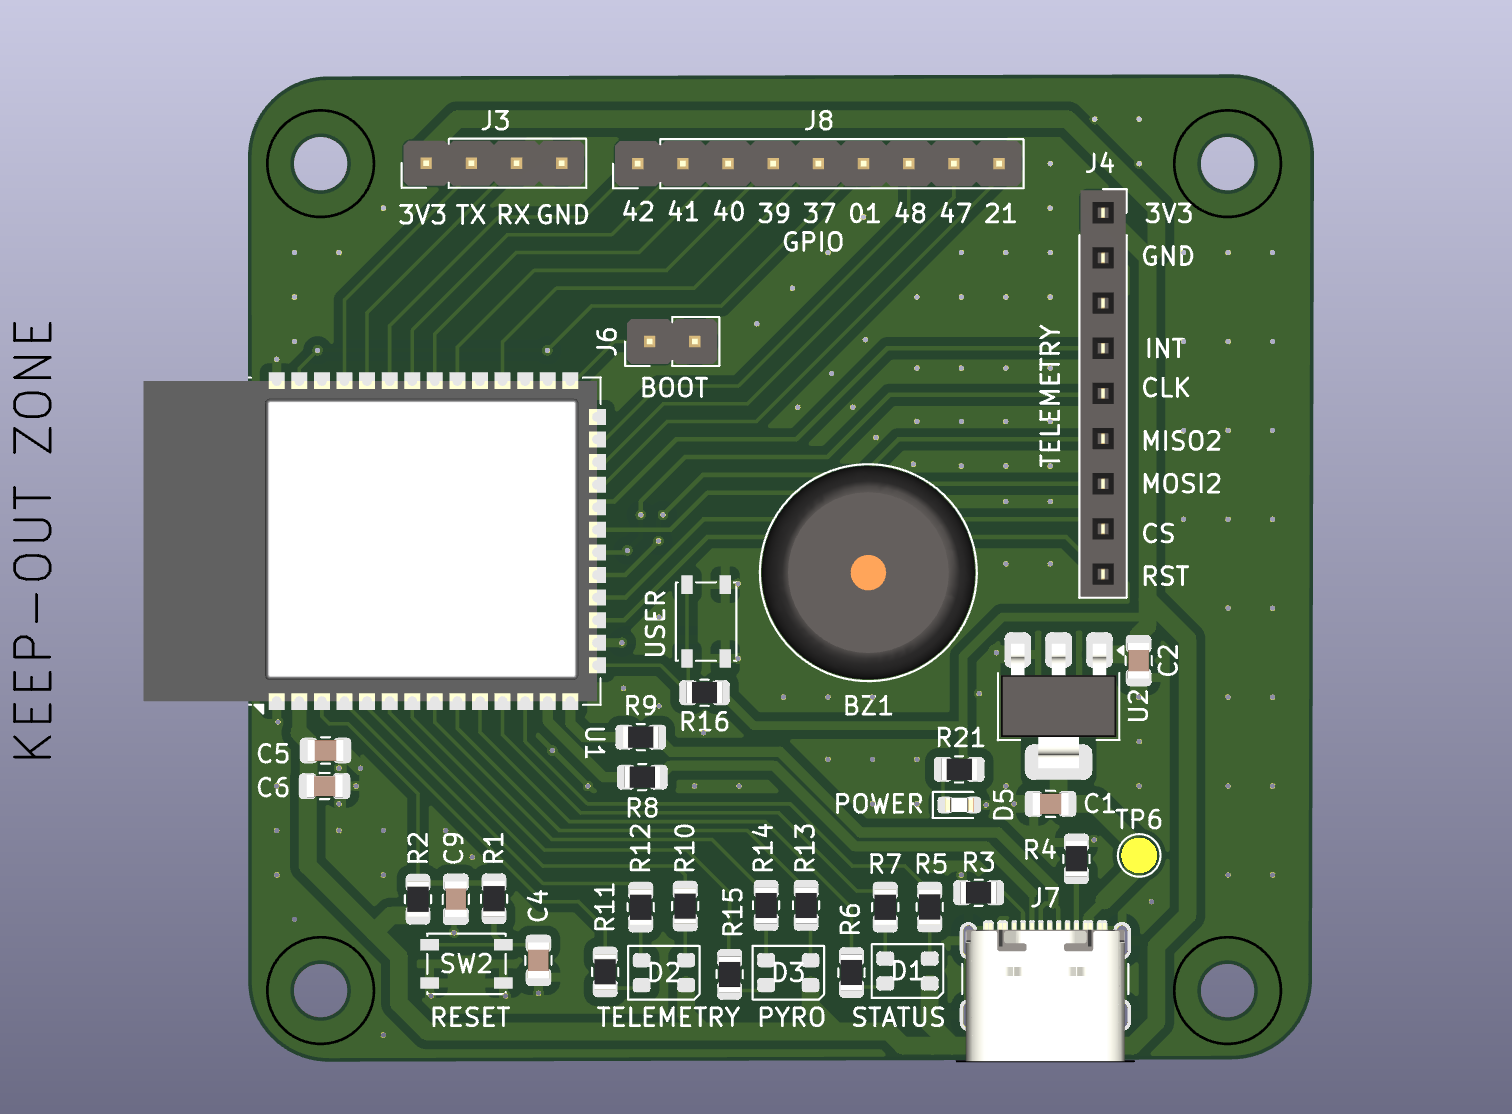 J3
J8
J4
3V3 TX RX GND
42 41 40 39 37 01 48 47 21
GPIO
3V3
GND
INT
CLK
MISO2
MOSI2
CS
RST
TELEMETRY
J6
BOOT
KEEP-OUT ZONE
USER
R16
BZ1
C2
U2
U1
R9
R8
C5
C6
R21
POWER
D5
C1
TP6
R4
R2
C9
R1
C4
R12
R10
R14
R13
R7
R5
R3
J7
R11
R15
R6
SW2
D2
D3
D1
RESET
TELEMETRY
PYRO
STATUS